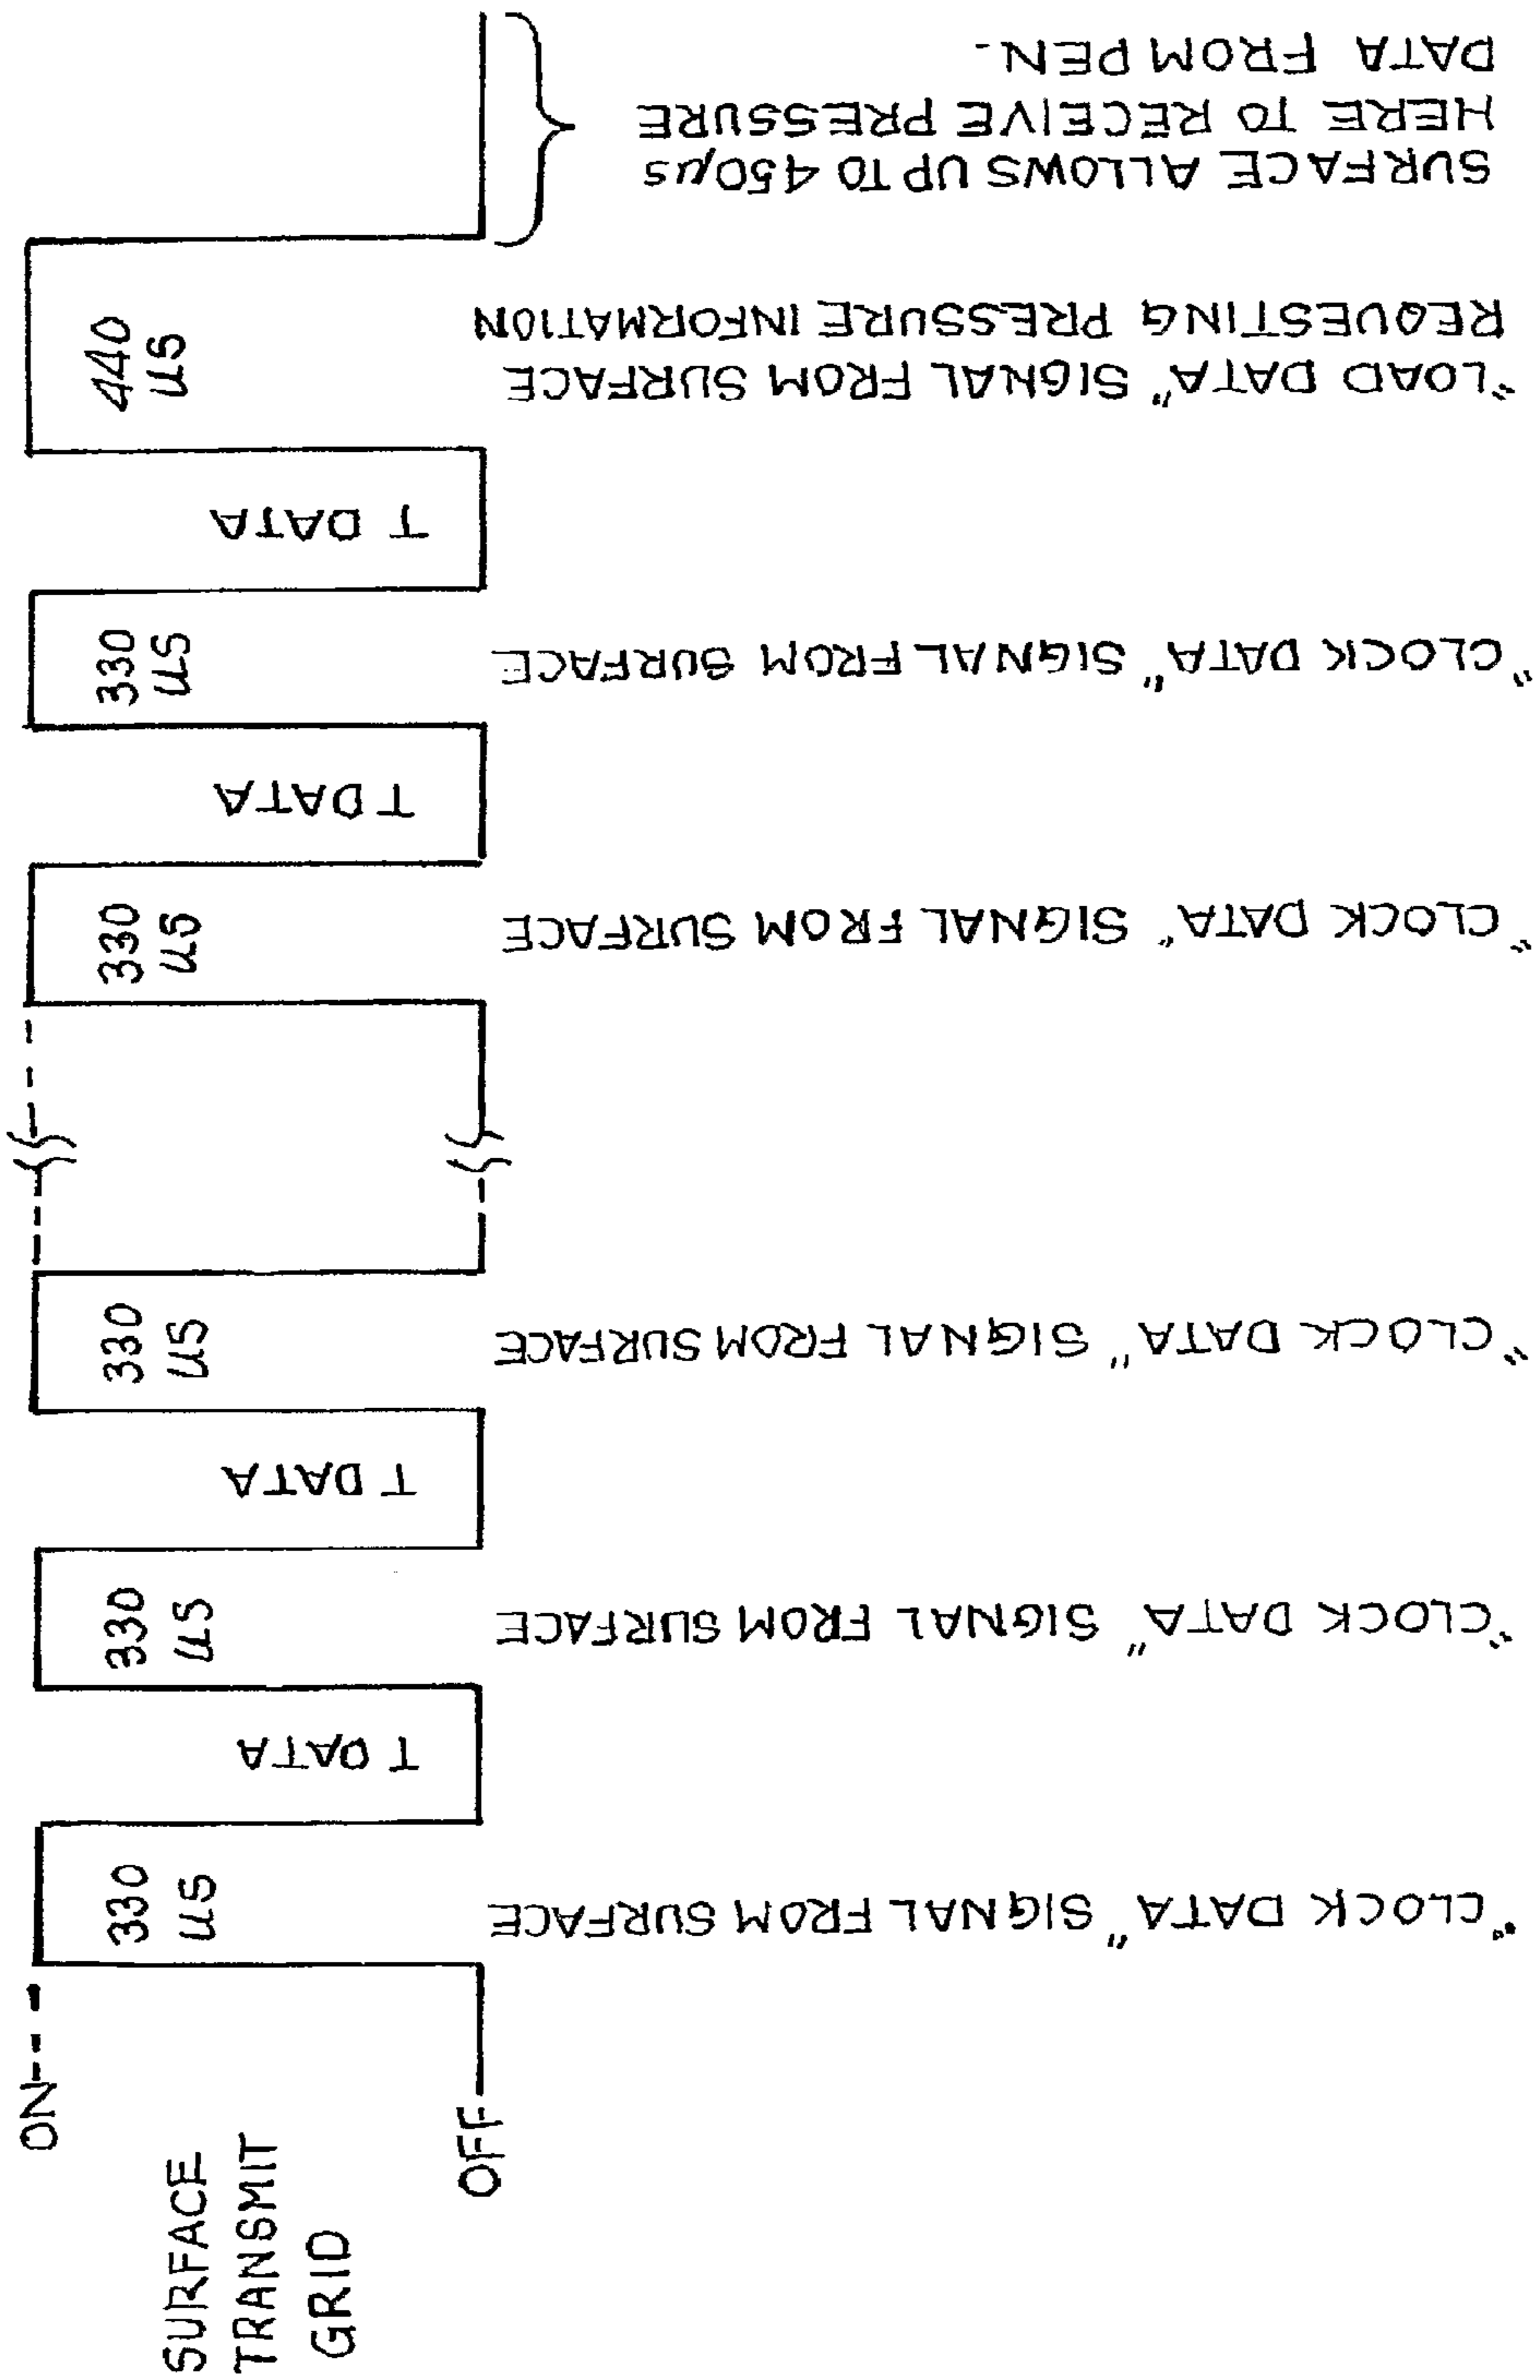 SURFACE
TRANSMIT
GRID
ON
OFF
330
US
T DATA
330
US
T DATA
330
US
330
US
T DATA
330
US
T DATA
440
US
"CLOCK DATA" SIGNAL FROM SURFACE
"CLOCK DATA" SIGNAL FROM SURFACE
"CLOCK DATA" SIGNAL FROM SURFACE
"CLOCK DATA" SIGNAL FROM SURFACE
"CLOCK DATA" SIGNAL FROM SURFACE
"LOAD DATA" SIGNAL FROM SURFACE
REQUESTING PRESSURE INFORMATION
SURFACE ALLOWS UP TO 450μs
HERE TO RECEIVE PRESSURE
DATA FROM PEN.